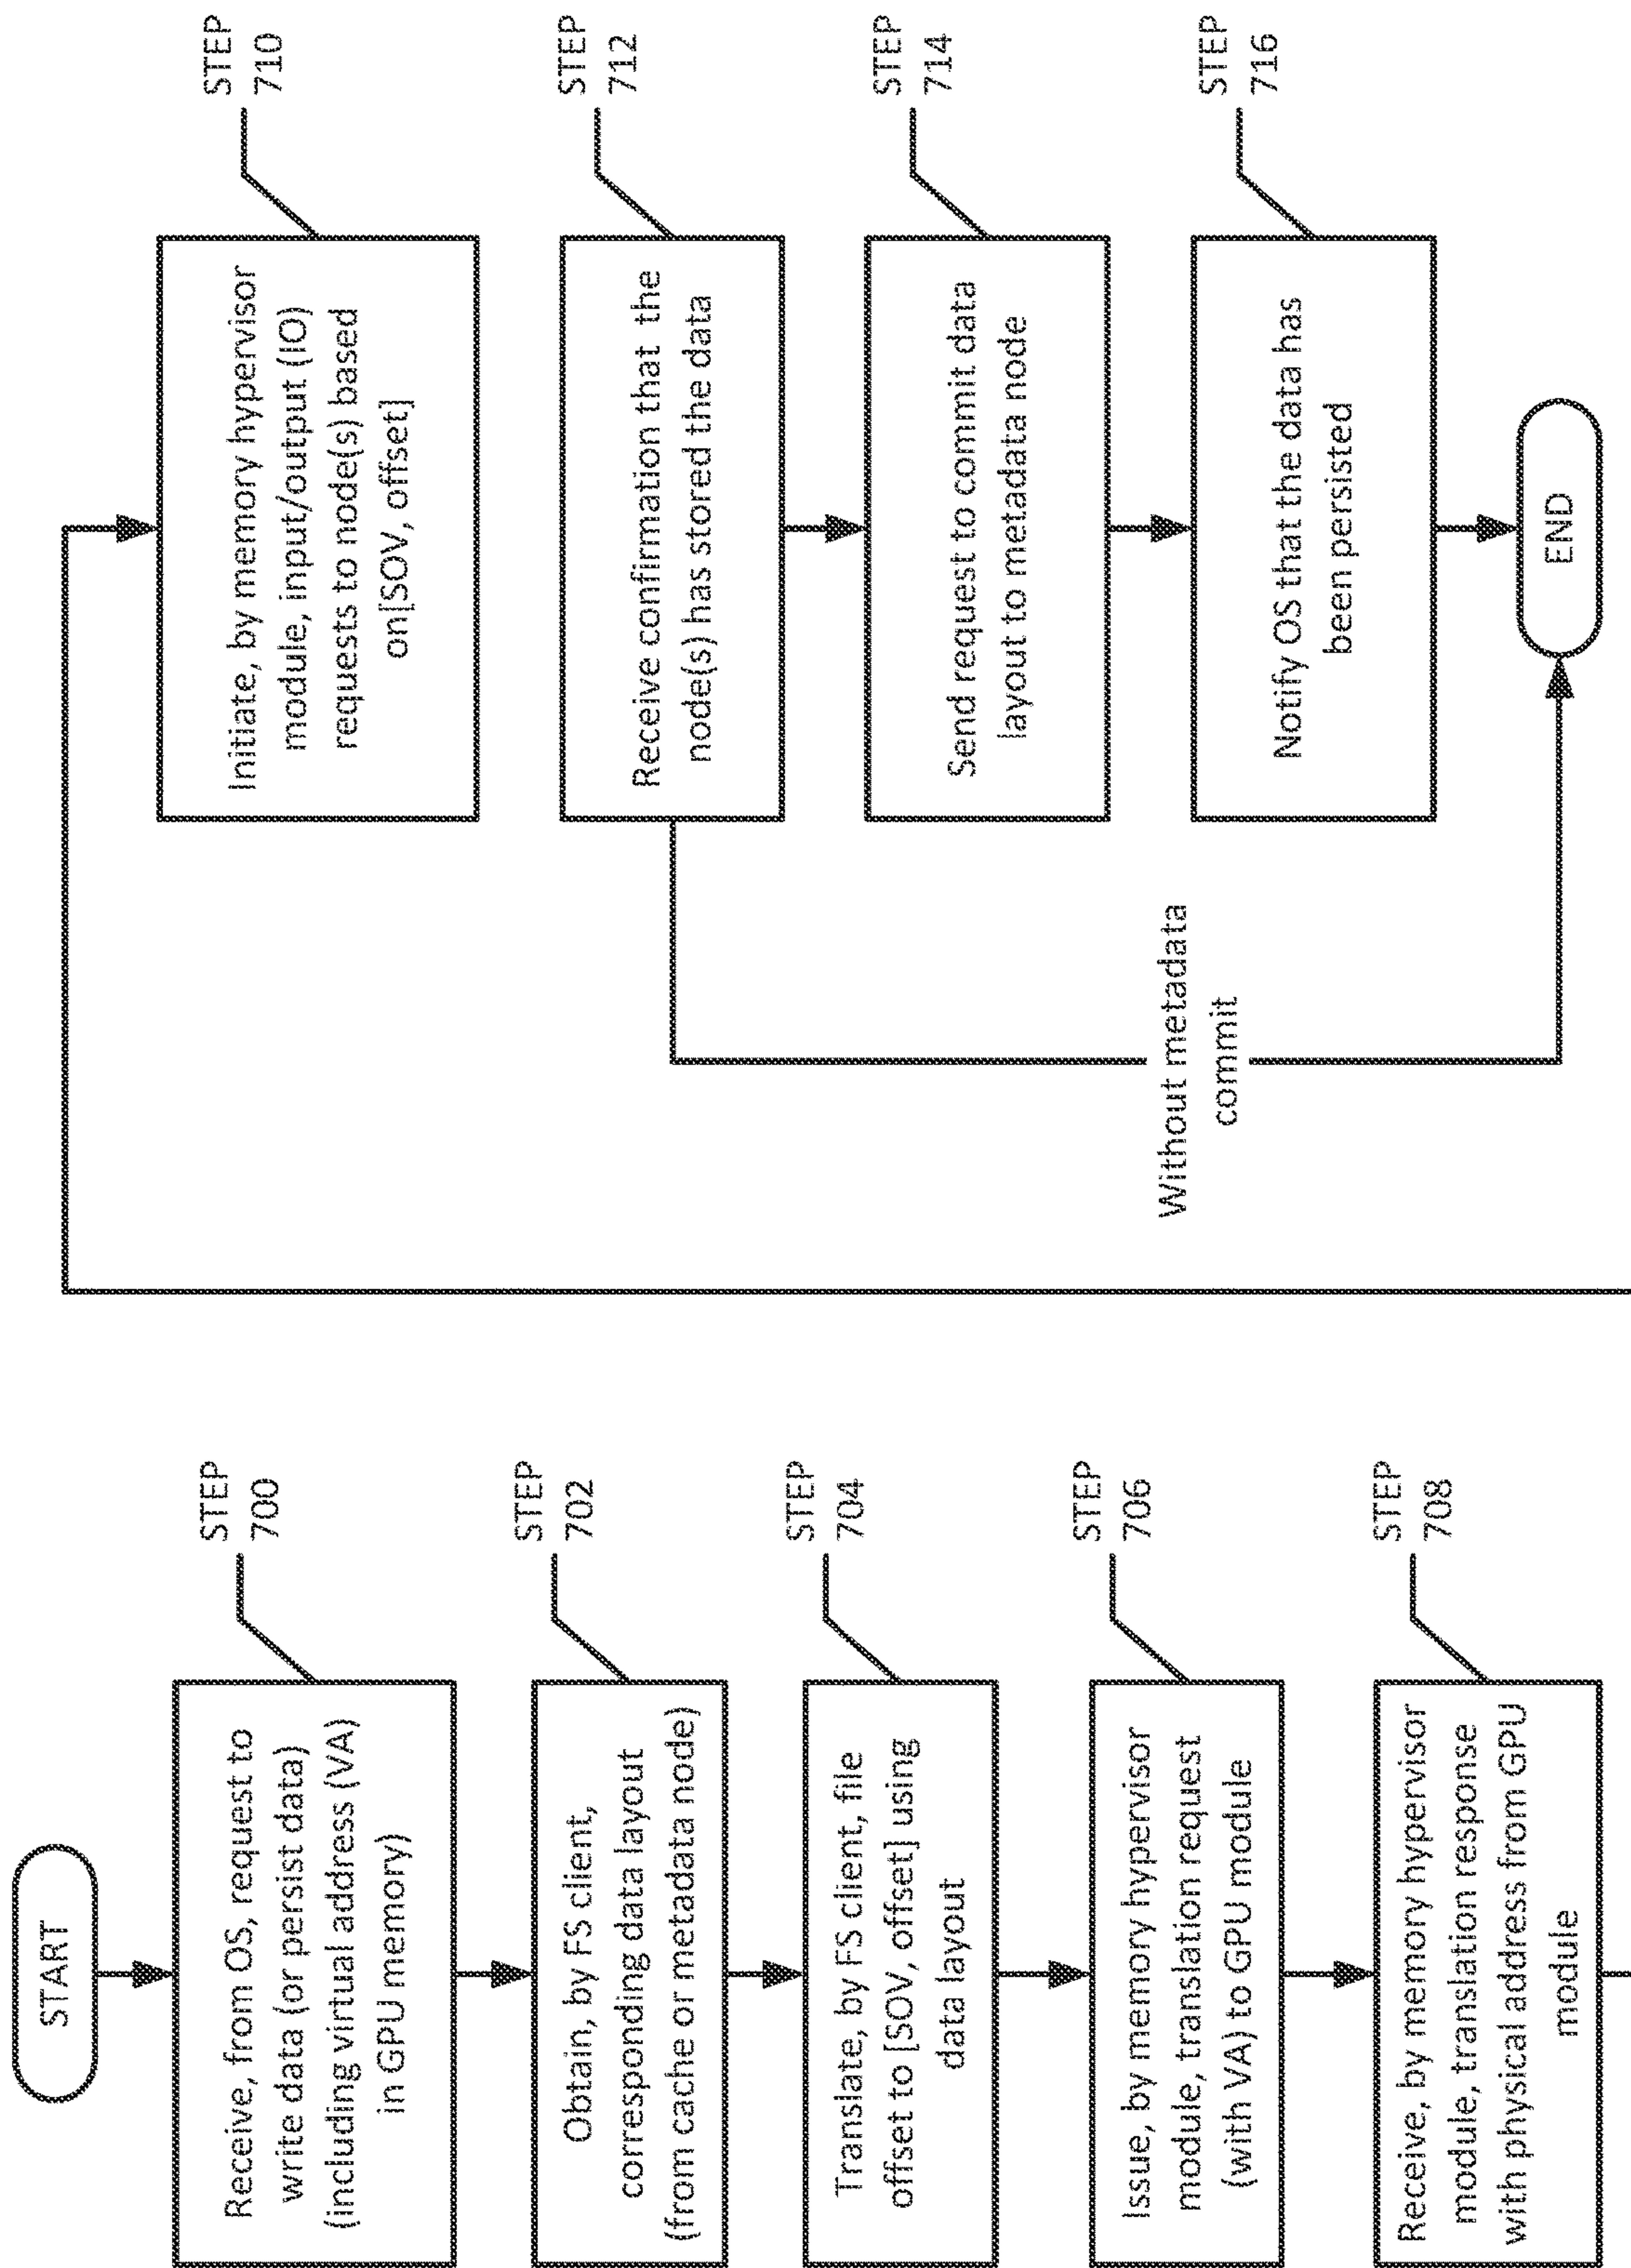 START
STEP
700
Receive, from OS, request to
write data (or persist data)
(including virtual address (VA)
in GPU memory)
STEP
702
Obtain, by FS client,
corresponding data layout
(from cache or metadata node)
STEP
704
Translate, by FS client, file
offset to [SOV, offset] using
data layout
STEP
706
Issue, by memory hypervisor
module, translation request
(with VA) to GPU module
STEP
708
Receive, by memory hypervisor
module, translation response
with physical address from GPU
module
STEP
710
Initiate, by memory hypervisor
module, input/output (IO)
requests to node(s) based
on[SOV, offset]
STEP
712
Receive confirmation that the
node(s) has stored the data
STEP
714
Send request to commit data
layout to metadata node
STEP
716
Notify OS that the data has
been persisted
Without metadata
commit
END